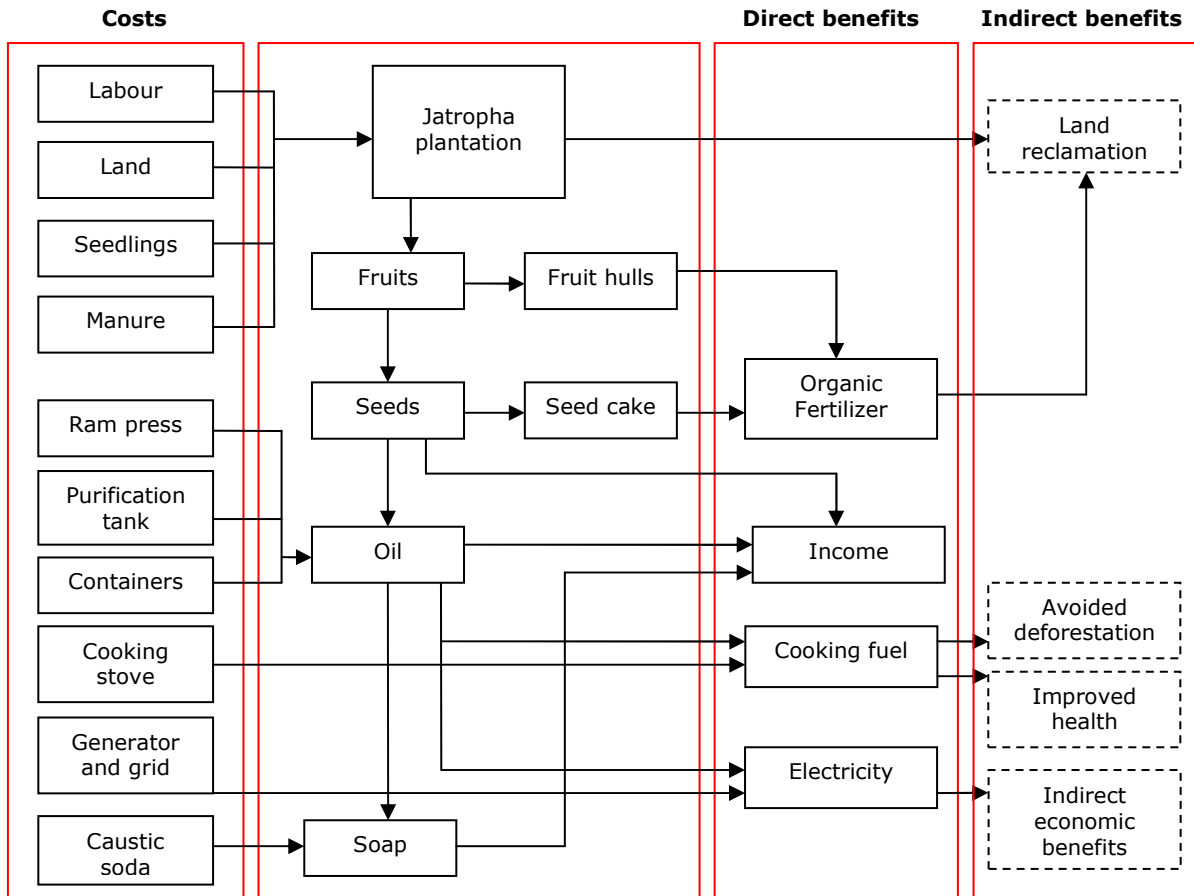 Costs
Direct benefits
Indirect benefits
Labour
Land
Seedlings
Manure
Ram press
Purification
tank
Containers
Cooking
stove
Generator
and grid
Caustic
soda
Jatropha
plantation
Fruits
Fruit hulls
Seeds
Seed cake
Oil
Soap
Organic
Fertilizer
Income
Cooking fuel
Electricity
Land
reclamation
Avoided
deforestation
Improved
health
Indirect
economic
benefits